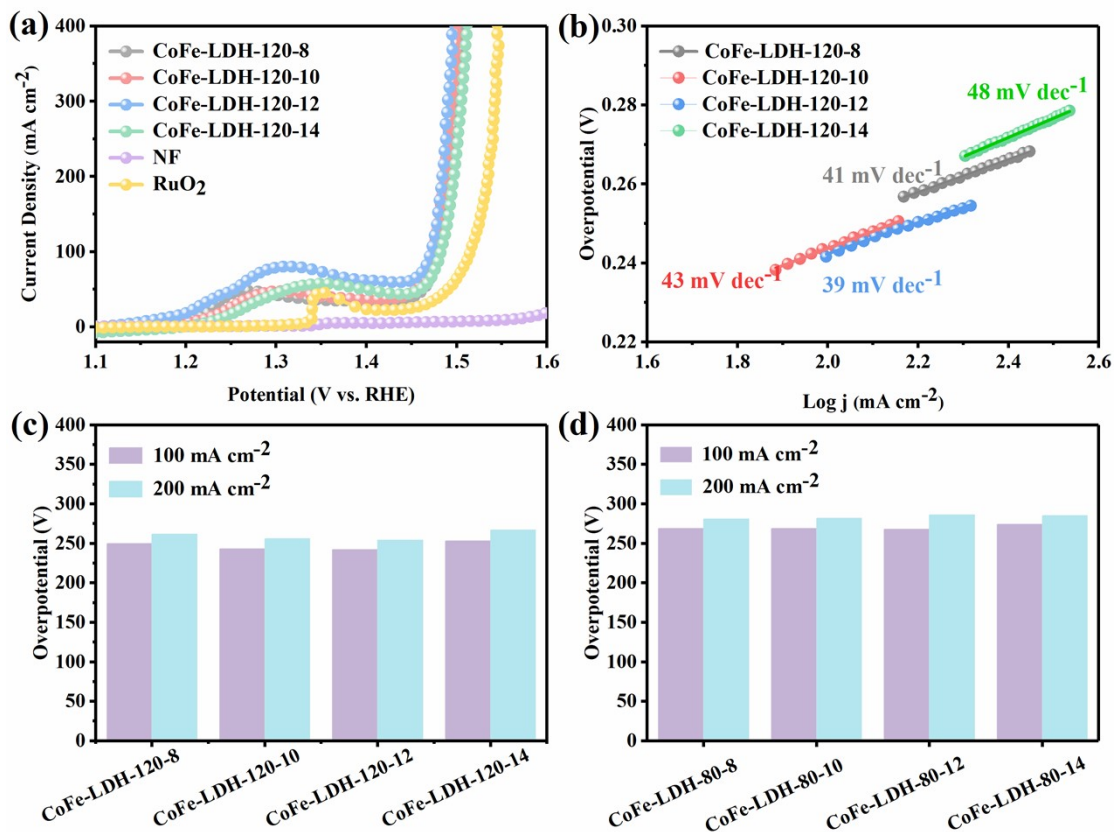 (a)
400
350
300
250
200
150
100
50
0
Current Density (mA cm-2)
CoFe-LDH-120-8
CoFe-LDH-120-10
CoFe-LDH-120-12
CoFe-LDH-120-14
NF
RuO2
1.1 1.2 1.3 1.4 1.5 1.6
Potential (V vs. RHE)
(b)
0.30
0.28
0.26
0.24
0.22
Overpotential (V)
CoFe-LDH-120-8
CoFe-LDH-120-10
CoFe-LDH-120-12
CoFe-LDH-120-14
48 mV dec-1
41 mV dec-1
43 mV dec-1
39 mV dec-1
1.6 1.8 2.0 2.2 2.4 2.6
Log j (mA cm-2)
(c)
400
350
300
250
200
150
100
50
0
Overpotential (V)
100 mA cm-2
200 mA cm-2
CoFe-LDH-120-8
CoFe-LDH-120-10
CoFe-LDH-120-12
CoFe-LDH-120-14
(d)
400
350
300
250
200
150
100
50
0
Overpotential (V)
100 mA cm-2
200 mA cm-2
CoFe-LDH-80-8
CoFe-LDH-80-10
CoFe-LDH-80-12
CoFe-LDH-80-14